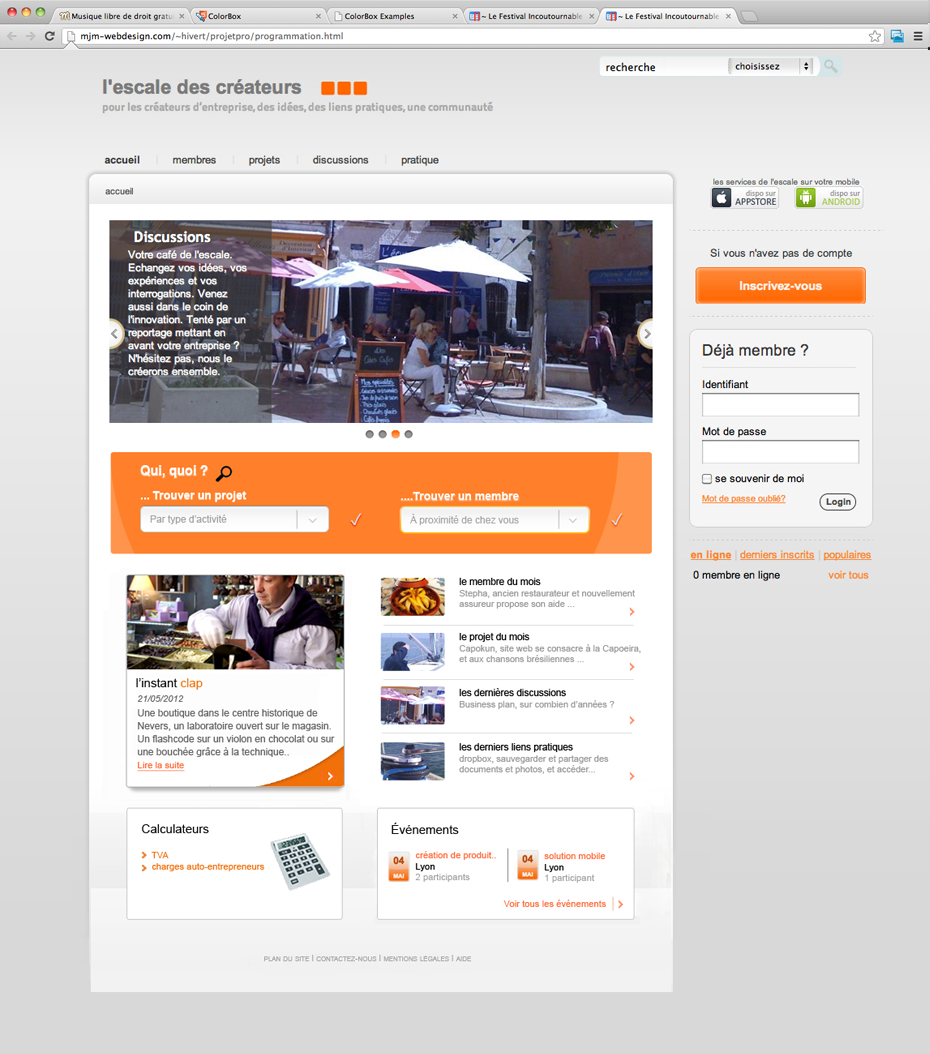 Musique libre de droit gratui
ColorBox
ColorBox Examples
~ Le Festival Incoutournable
~ Le Festival Incoutournable
mjm-webdesign.com/~hivert/projetpro/programmation.html
recherche
choisissez
l'escale des créateurs
pour les créateurs d'entreprise, des idées, des liens pratiques, une communauté
accueil
membres
projets
discussions
pratique
accueil
les services de l'escale sur votre mobile
dispo sur
APPSTORE
dispo sur
ANDROID
Discussions
Votre café de l'escale.
Echangez vos idées, vos
expériences et vos
interrogations. Venez
aussi dans le coin de
l'innovation. Tenté par un
reportage mettant en
avant votre entreprise ?
N'hésitez pas, nous le
créerons ensemble.
Si vous n'avez pas de compte
Inscrivez-vous
Déjà membre ?
Identifiant
Mot de passe
se souvenir de moi
Mot de passe oublié?
Login
en ligne | derniers inscrits | populaires
0 membre en ligne
voir tous
Qui, quoi ?
... Trouver un projet
....Trouver un membre
Par type d'activité
À proximité de chez vous
l'instant clap
21/05/2012
Une boutique dans le centre historique de
Nevers, un laboratoire ouvert sur le magasin.
Un flashcode sur un violon en chocolat ou sur
une bouchée grâce à la technique..
Lire la suite
le membre du mois
Stepha, ancien restaurateur et nouvellement
assureur propose son aide ...
le projet du mois
Capokun, site web se consacre à la Capoeira,
et aux chansons brésiliennes ...
les dernières discussions
Business plan, sur combien d'années ?
les derniers liens pratiques
dropbox, sauvegarder et partager des
documents et photos, et accéder...
Calculateurs
TVA
charges auto-entrepreneurs
Événements
04
MAI
création de produit..
Lyon
2 participants
04
MAI
solution mobile
Lyon
1 participant
Voir tous les événements
PLAN DU SITE | CONTACTEZ-NOUS | MENTIONS LÉGALES | AIDE